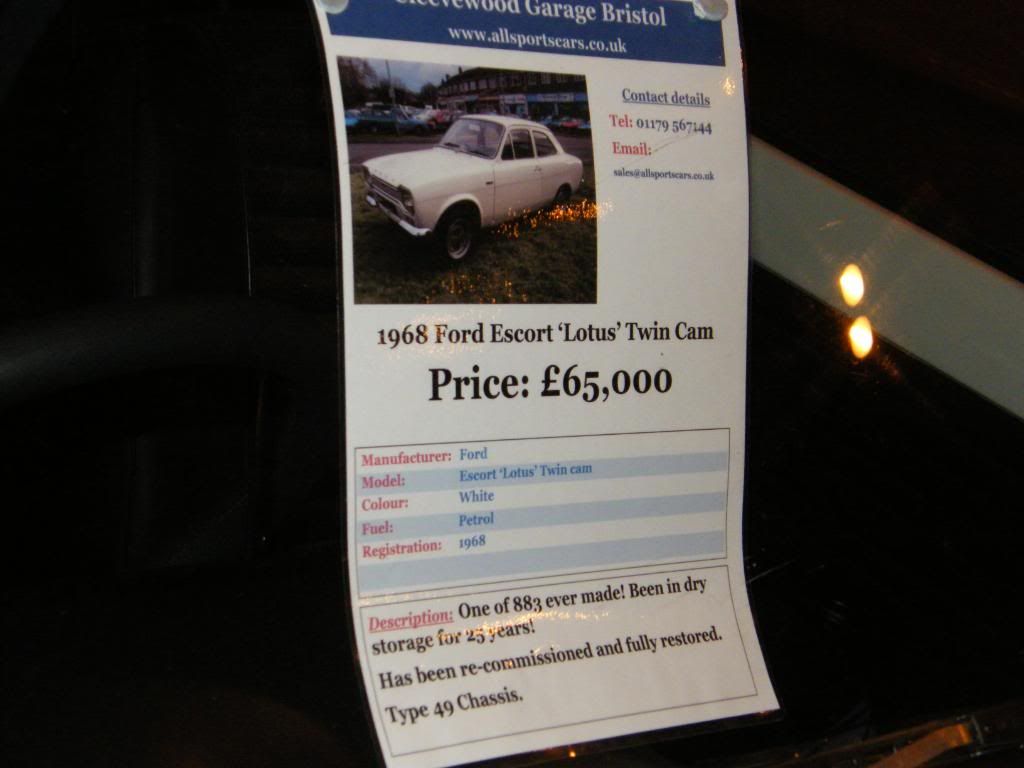 Cleevewood Garage Bristol
www.allsportscars.co.uk
Contact details
Tel: 01179 567144
Email:
sales@allsportscars.co.uk
1968 Ford Escort ‘Lotus’ Twin Cam
Price: £65,000
Manufacturer: Ford
Model: Escort ‘Lotus’ Twin cam
Colour: White
Fuel: Petrol
Registration: 1968
Description: One of 883 ever made! Been in dry
storage for 25 years!
Has been re-commissioned and fully restored.
Type 49 Chassis.